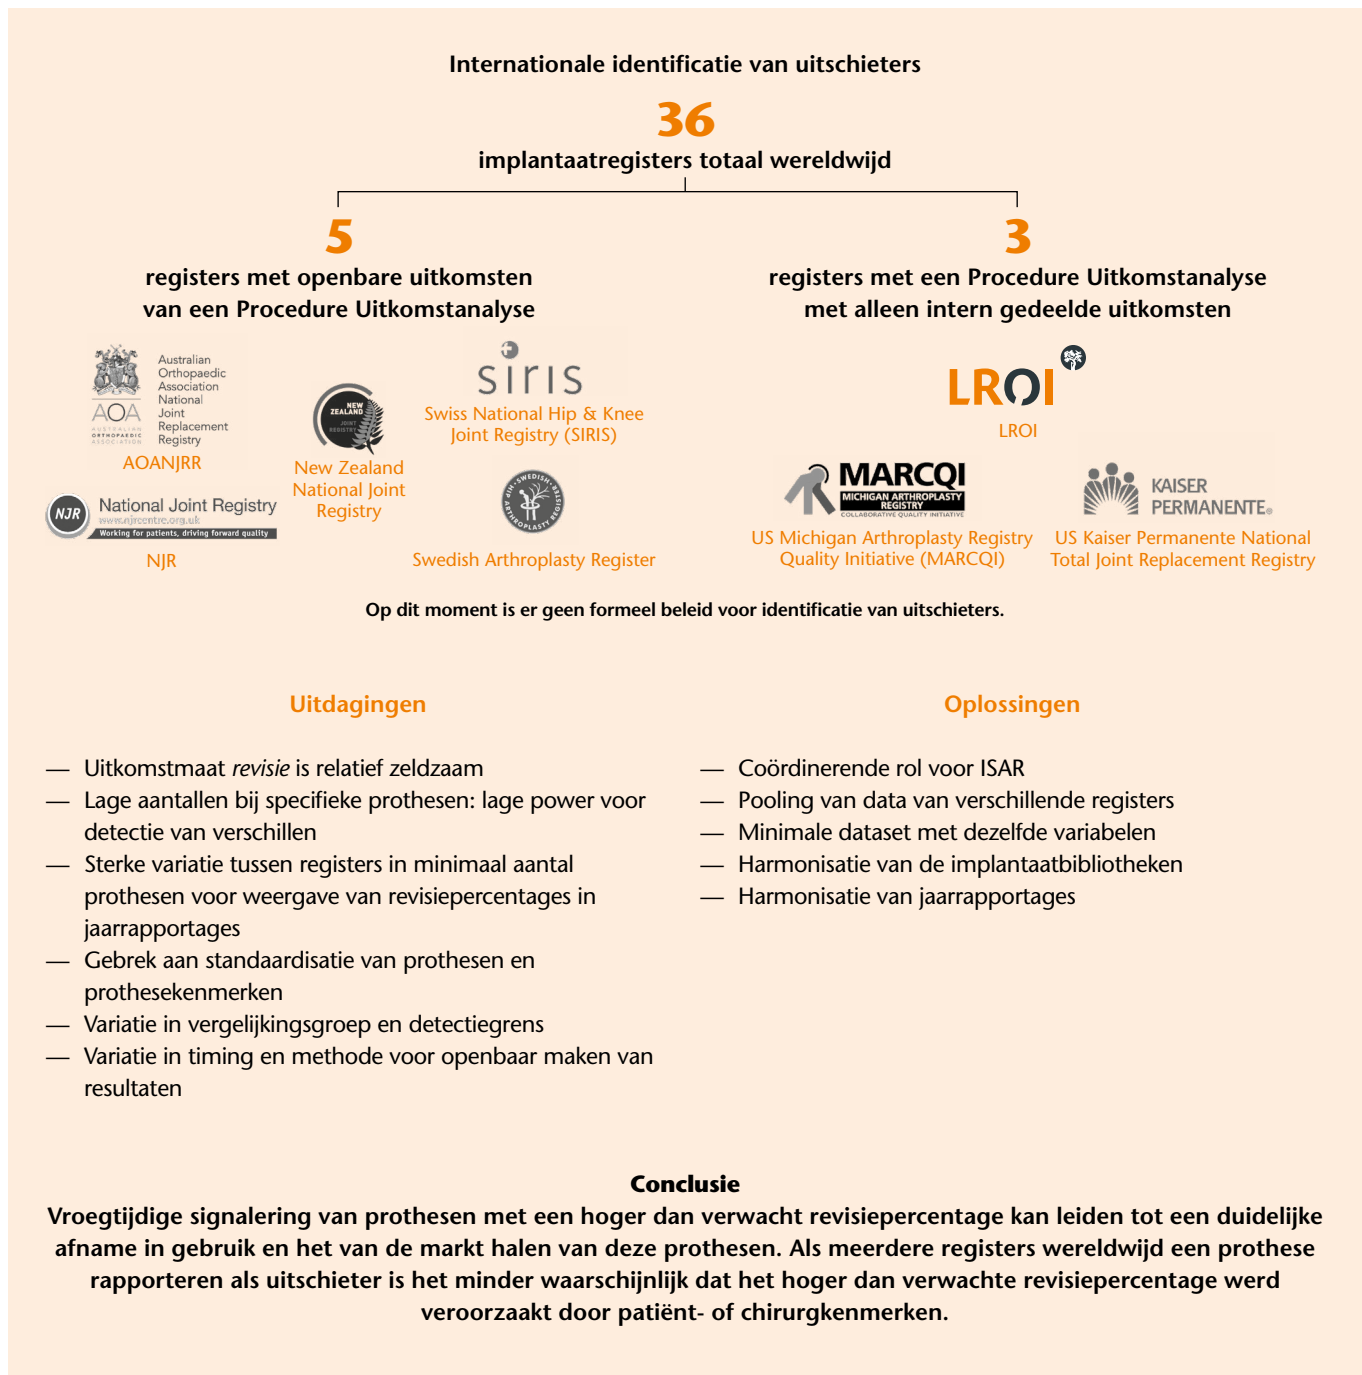 Internationale identificatie van uitschieters
36
implantaatregisters totaal wereldwijd
5
registers met openbare uitkomsten
van een Procedure Uitkomstanalyse
3
registers met een Procedure Uitkomstanalyse
met alleen intern gedeelde uitkomsten
AOA
AUSTRALIAN
ORTHOPAEDIC
ASSOCIATION
Australian
Orthopaedic
Association
National
Joint
Replacement
Registry
AOANJRR
NJR
National Joint Registry
www.njrcentre.org.uk
Working for patients, driving forward quality
NJR
NEW
ZEALAND
JOINT
REGISTRY
New Zealand
National Joint
Registry
siris
Swiss National Hip & Knee
Joint Registry (SIRIS)
SWEDISH HIP ARTHROPLASTY REGISTER
Swedish Arthroplasty Register
LROI
LROI
MARCQI
MICHIGAN ARTHROPLASTY
REGISTRY
COLLABORATIVE QUALITY INITIATIVE
US Michigan Arthroplasty Registry
Quality Initiative (MARCQI)
KAISER
PERMANENTE®
US Kaiser Permanente National
Total Joint Replacement Registry
Op dit moment is er geen formeel beleid voor identificatie van uitschieters.
Uitdagingen
— Uitkomstmaat revisie is relatief zeldzaam
— Lage aantallen bij specifieke prothesen: lage power voor
detectie van verschillen
— Sterke variatie tussen registers in minimaal aantal
prothesen voor weergave van revisiepercentages in
jaarrapportages
— Gebrek aan standaardisatie van prothesen en
prothesekenmerken
— Variatie in vergelijkingsgroep en detectiegrens
— Variatie in timing en methode voor openbaar maken van
resultaten
Oplossingen
— Coördinerende rol voor ISAR
— Pooling van data van verschillende registers
— Minimale dataset met dezelfde variabelen
— Harmonisatie van de implantaatbibliotheken
— Harmonisatie van jaarrapportages
Conclusie
Vroegtijdige signalering van prothesen met een hoger dan verwacht revisiepercentage kan leiden tot een duidelijke
afname in gebruik en het van de markt halen van deze prothesen. Als meerdere registers wereldwijd een prothese
rapporteren als uitschieter is het minder waarschijnlijk dat het hoger dan verwachte revisiepercentage werd
veroorzaakt door patiënt- of chirurgkenmerken.